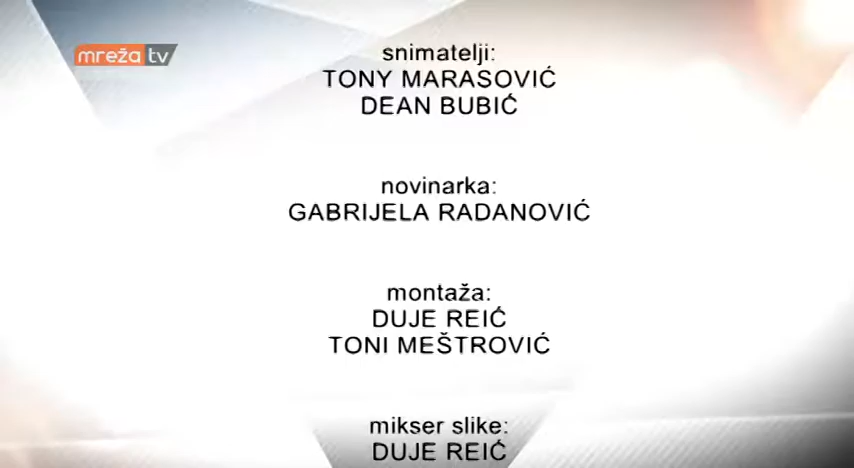 mreža tv
snimatelji:
TONY MARASOVIĆ
DEAN BUBIĆ
novinarka:
GABRIJELA RADANOVIĆ
montaža:
DUJE REIĆ
TONI MEŠTROVIĆ
mikser slike:
DUJE REIĆ